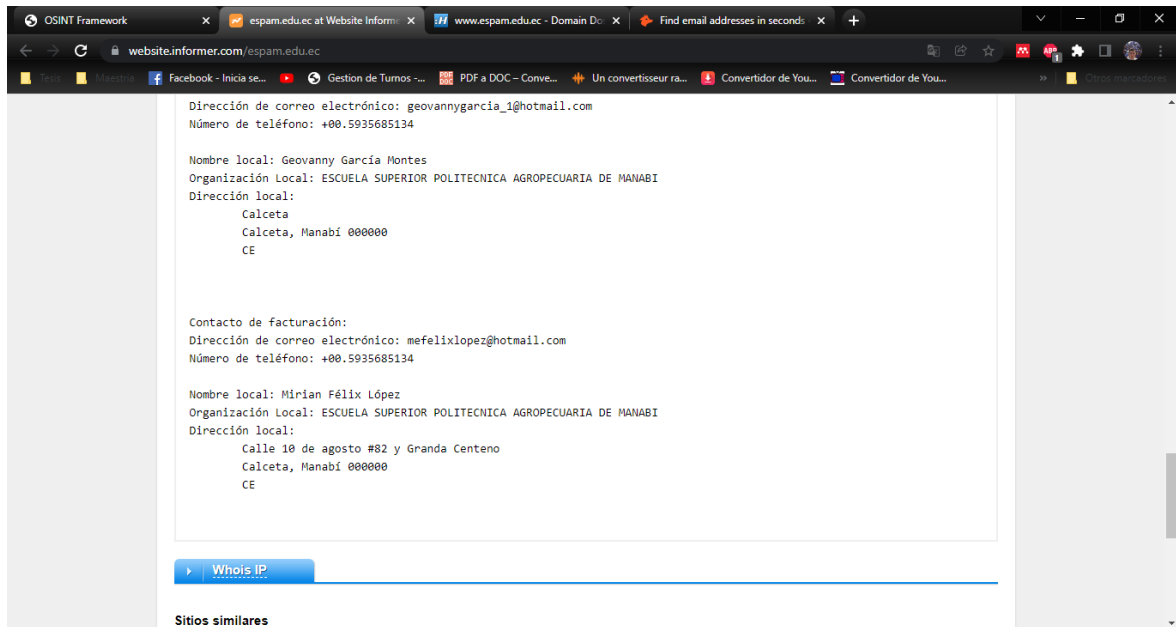 OSINT Framework
espam.edu.ec at Website Informe
www.espam.edu.ec - Domain Do
Find email addresses in seconds
website.informer.com/espam.edu.ec
Tesis
Maestria
Facebook - Inicia se...
Gestion de Turnos -...
PDF a DOC – Conve...
Un convertisseur ra...
Convertidor de You...
Convertidor de You...
Otros marcadores
Dirección de correo electrónico: geovannygarcia_1@hotmail.com
Número de teléfono: +00.5935685134
Nombre local: Geovanny García Montes
Organización Local: ESCUELA SUPERIOR POLITECNICA AGROPECUARIA DE MANABI
Dirección local:
Calceta
Calceta, Manabí 000000
CE
Contacto de facturación:
Dirección de correo electrónico: mefelixlopez@hotmail.com
Número de teléfono: +00.5935685134
Nombre local: Mirian Félix López
Organización Local: ESCUELA SUPERIOR POLITECNICA AGROPECUARIA DE MANABI
Dirección local:
Calle 10 de agosto #82 y Granda Centeno
Calceta, Manabí 000000
CE
Whois IP
Sitios similares